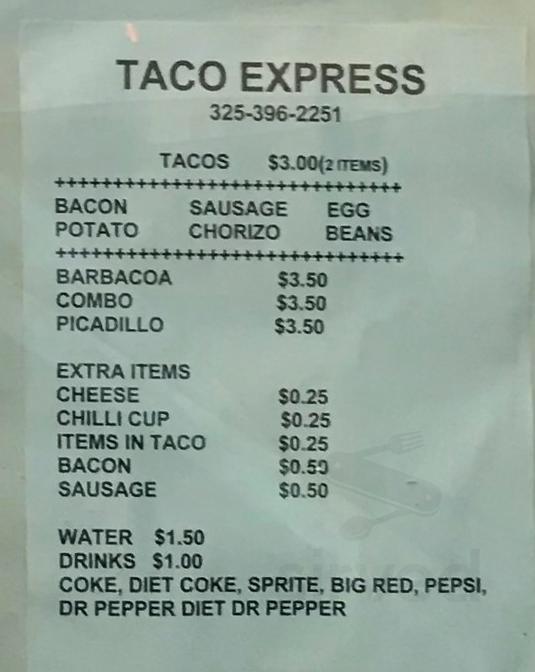 TACO EXPRESS
325-396-2251
TACOS $3.00(2 ITEMS)
++++++++++++++++++++++++++++++
BACON SAUSAGE EGG
POTATO CHORIZO BEANS
++++++++++++++++++++++++++++++
BARBACOA $3.50
COMBO $3.50
PICADILLO $3.50
EXTRA ITEMS
CHEESE $0.25
CHILLI CUP $0.25
ITEMS IN TACO $0.25
BACON $0.50
SAUSAGE $0.50
WATER $1.50
DRINKS $1.00
COKE, DIET COKE, SPRITE, BIG RED, PEPSI,
DR PEPPER DIET DR PEPPER